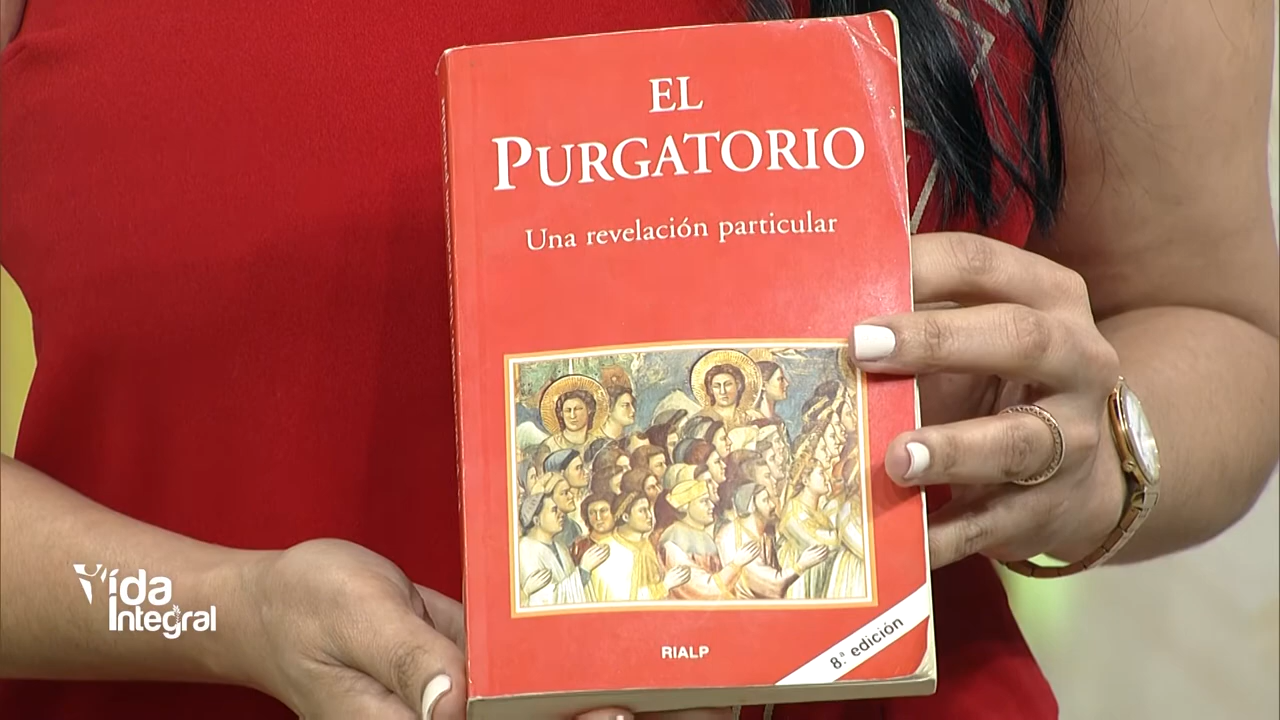 EL
PURGATORIO
Una revelación particular
RIALP
8.ª edición
Vida
Integral